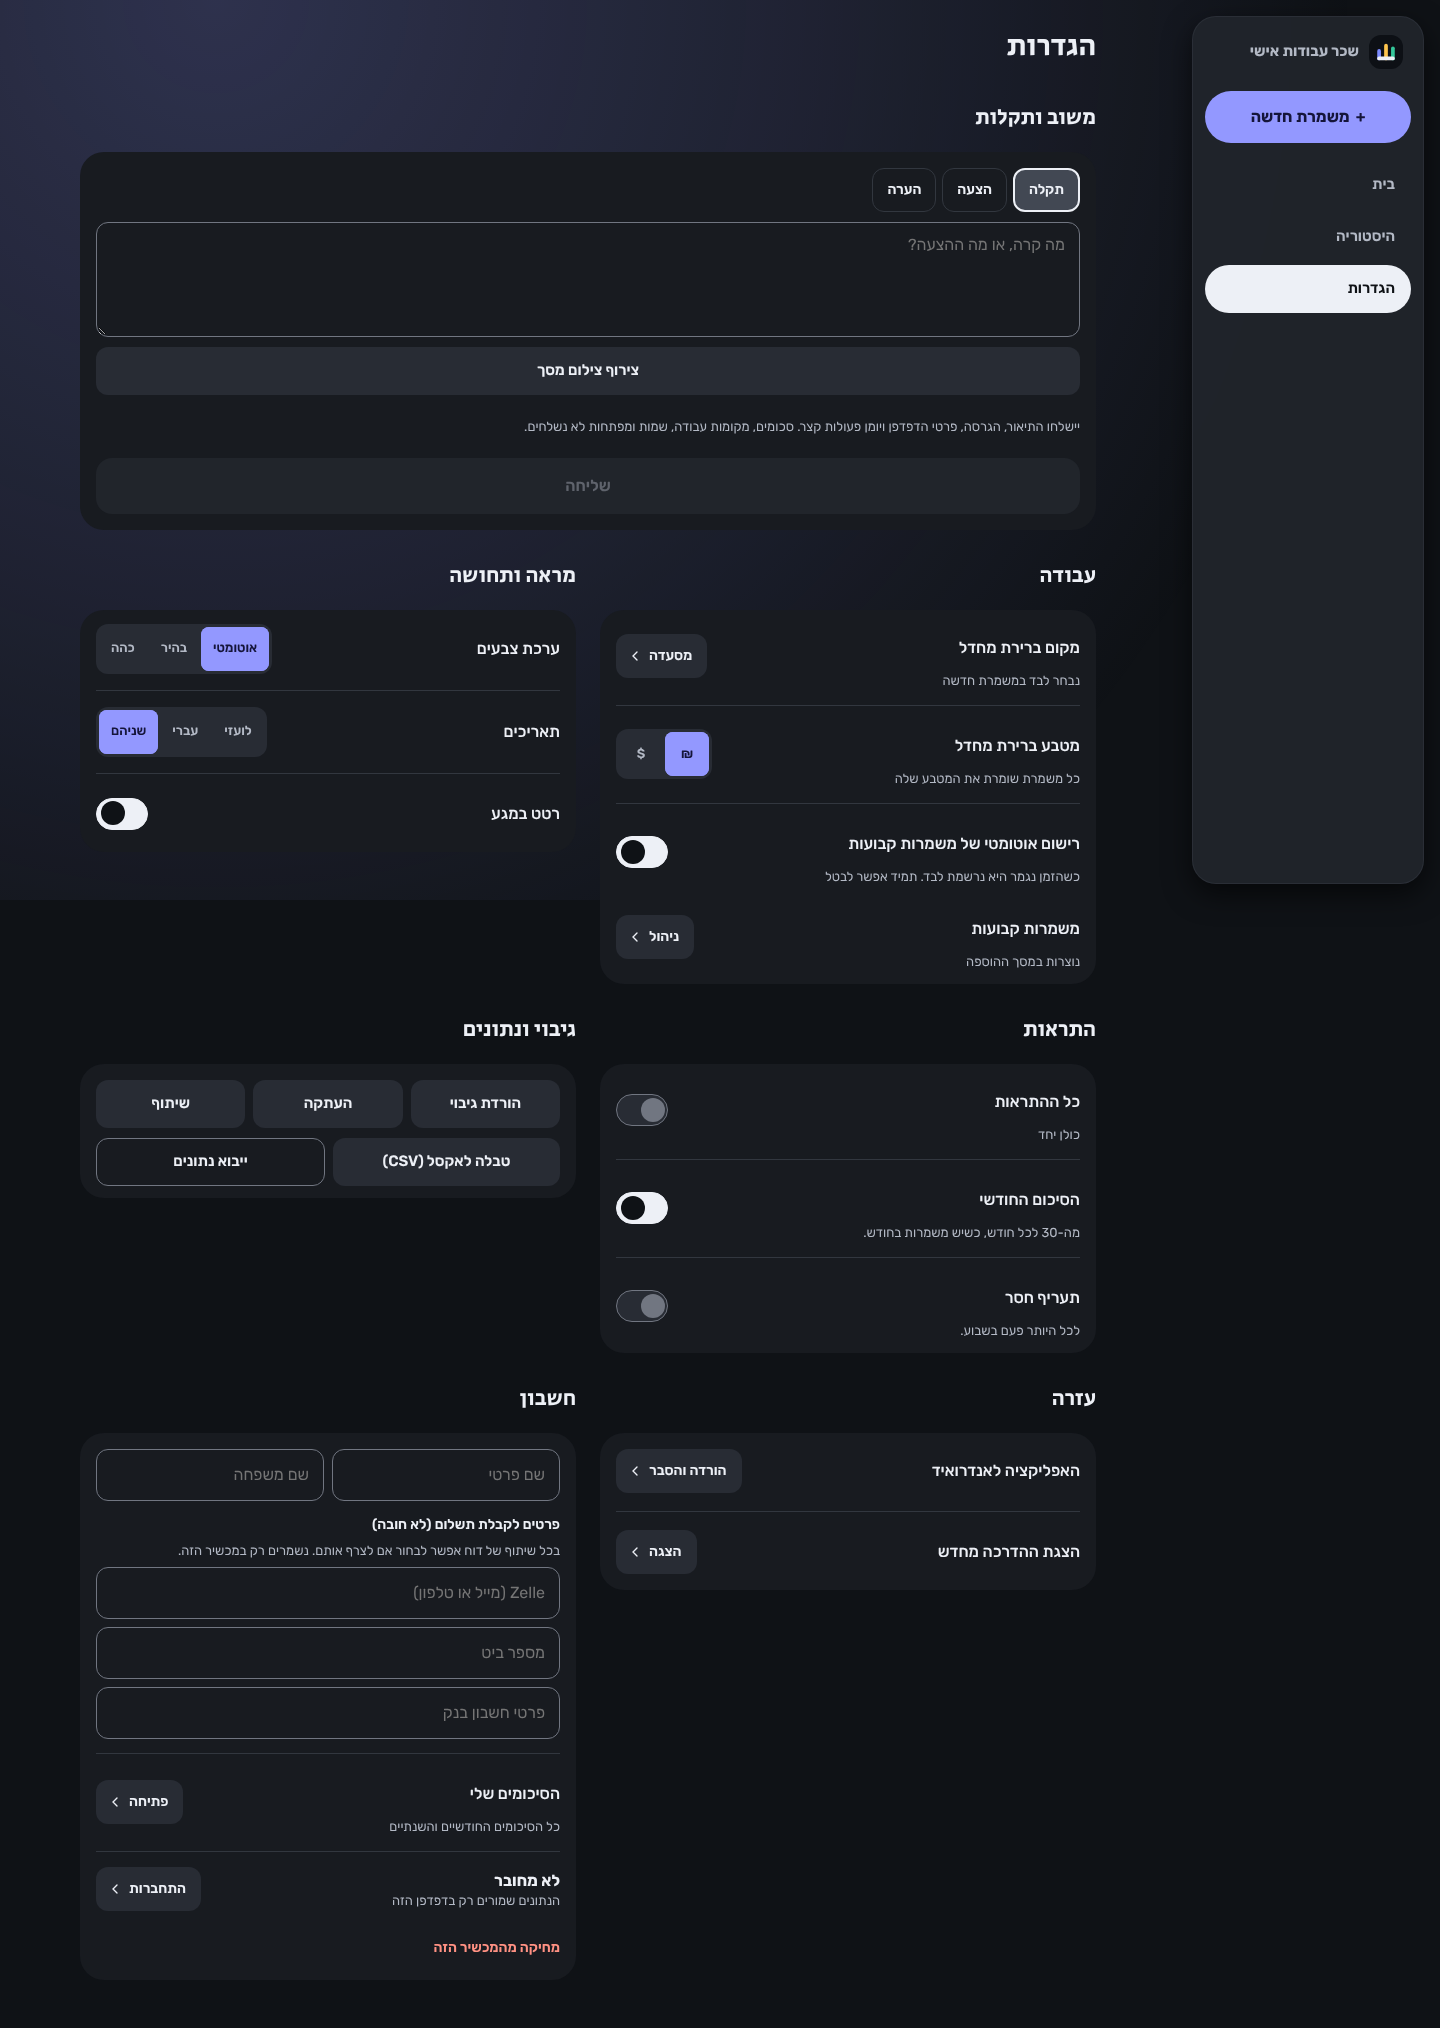 שכר עבודות אישי
+ משמרת חדשה
בית
היסטוריה
הגדרות
הגדרות
משוב ותקלות
תקלה
הצעה
הערה
מה קרה, או מה ההצעה?
צירוף צילום מסך
יישלחו התיאור, הגרסה, פרטי הדפדפן ויומן פעולות קצר. סכומים, מקומות עבודה, שמות ומפתחות לא נשלחים.
שליחה
עבודה
מקום ברירת מחדל
מסעדה
נבחר לבד במשמרת חדשה
מטבע ברירת מחדל
₪
$
כל משמרת שומרת את המטבע שלה
רישום אוטומטי של משמרות קבועות
כשהזמן נגמר היא נרשמת לבד. תמיד אפשר לבטל
משמרות קבועות
ניהול
נוצרות במסך ההוספה
מראה ותחושה
ערכת צבעים
אוטומטי
בהיר
כהה
תאריכים
לועזי
עברי
שניהם
רטט במגע
התראות
כל ההתראות
כולן יחד
הסיכום החודשי
מה-30 לכל חודש, כשיש משמרות בחודש.
תעריף חסר
לכל היותר פעם בשבוע.
גיבוי ונתונים
הורדת גיבוי
העתקה
שיתוף
טבלה לאקסל (CSV)
ייבוא נתונים
עזרה
האפליקציה לאנדרואיד
הורדה והסבר
הצגת ההדרכה מחדש
הצגה
חשבון
שם פרטי
שם משפחה
פרטים לקבלת תשלום (לא חובה)
בכל שיתוף של דוח אפשר לבחור אם לצרף אותם. נשמרים רק במכשיר הזה.
Zelle (מייל או טלפון)
מספר ביט
פרטי חשבון בנק
הסיכומים שלי
פתיחה
כל הסיכומים החודשיים והשנתיים
לא מחובר
התחברות
הנתונים שמורים רק בדפדפן הזה
מחיקה מהמכשיר הזה